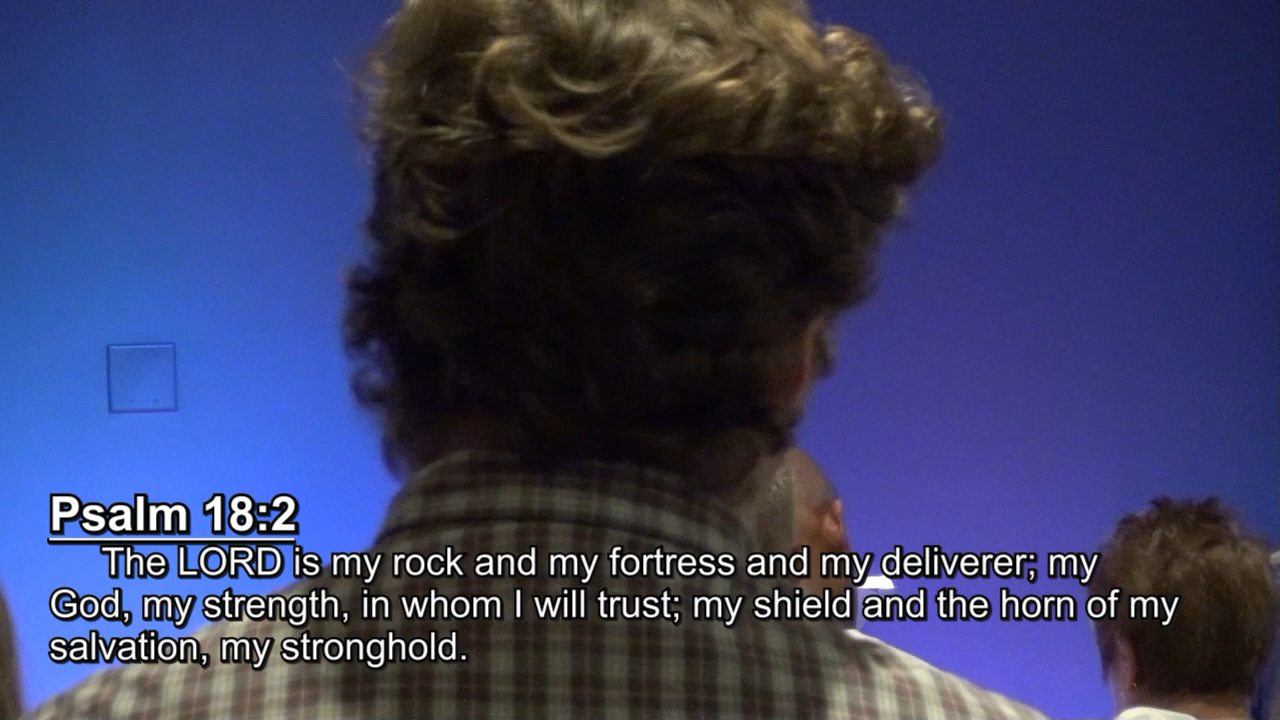 Psalm 18:2
The LORD is my rock and my fortress and my deliverer; my
God, my strength, in whom I will trust; my shield and the horn of my
salvation, my stronghold.